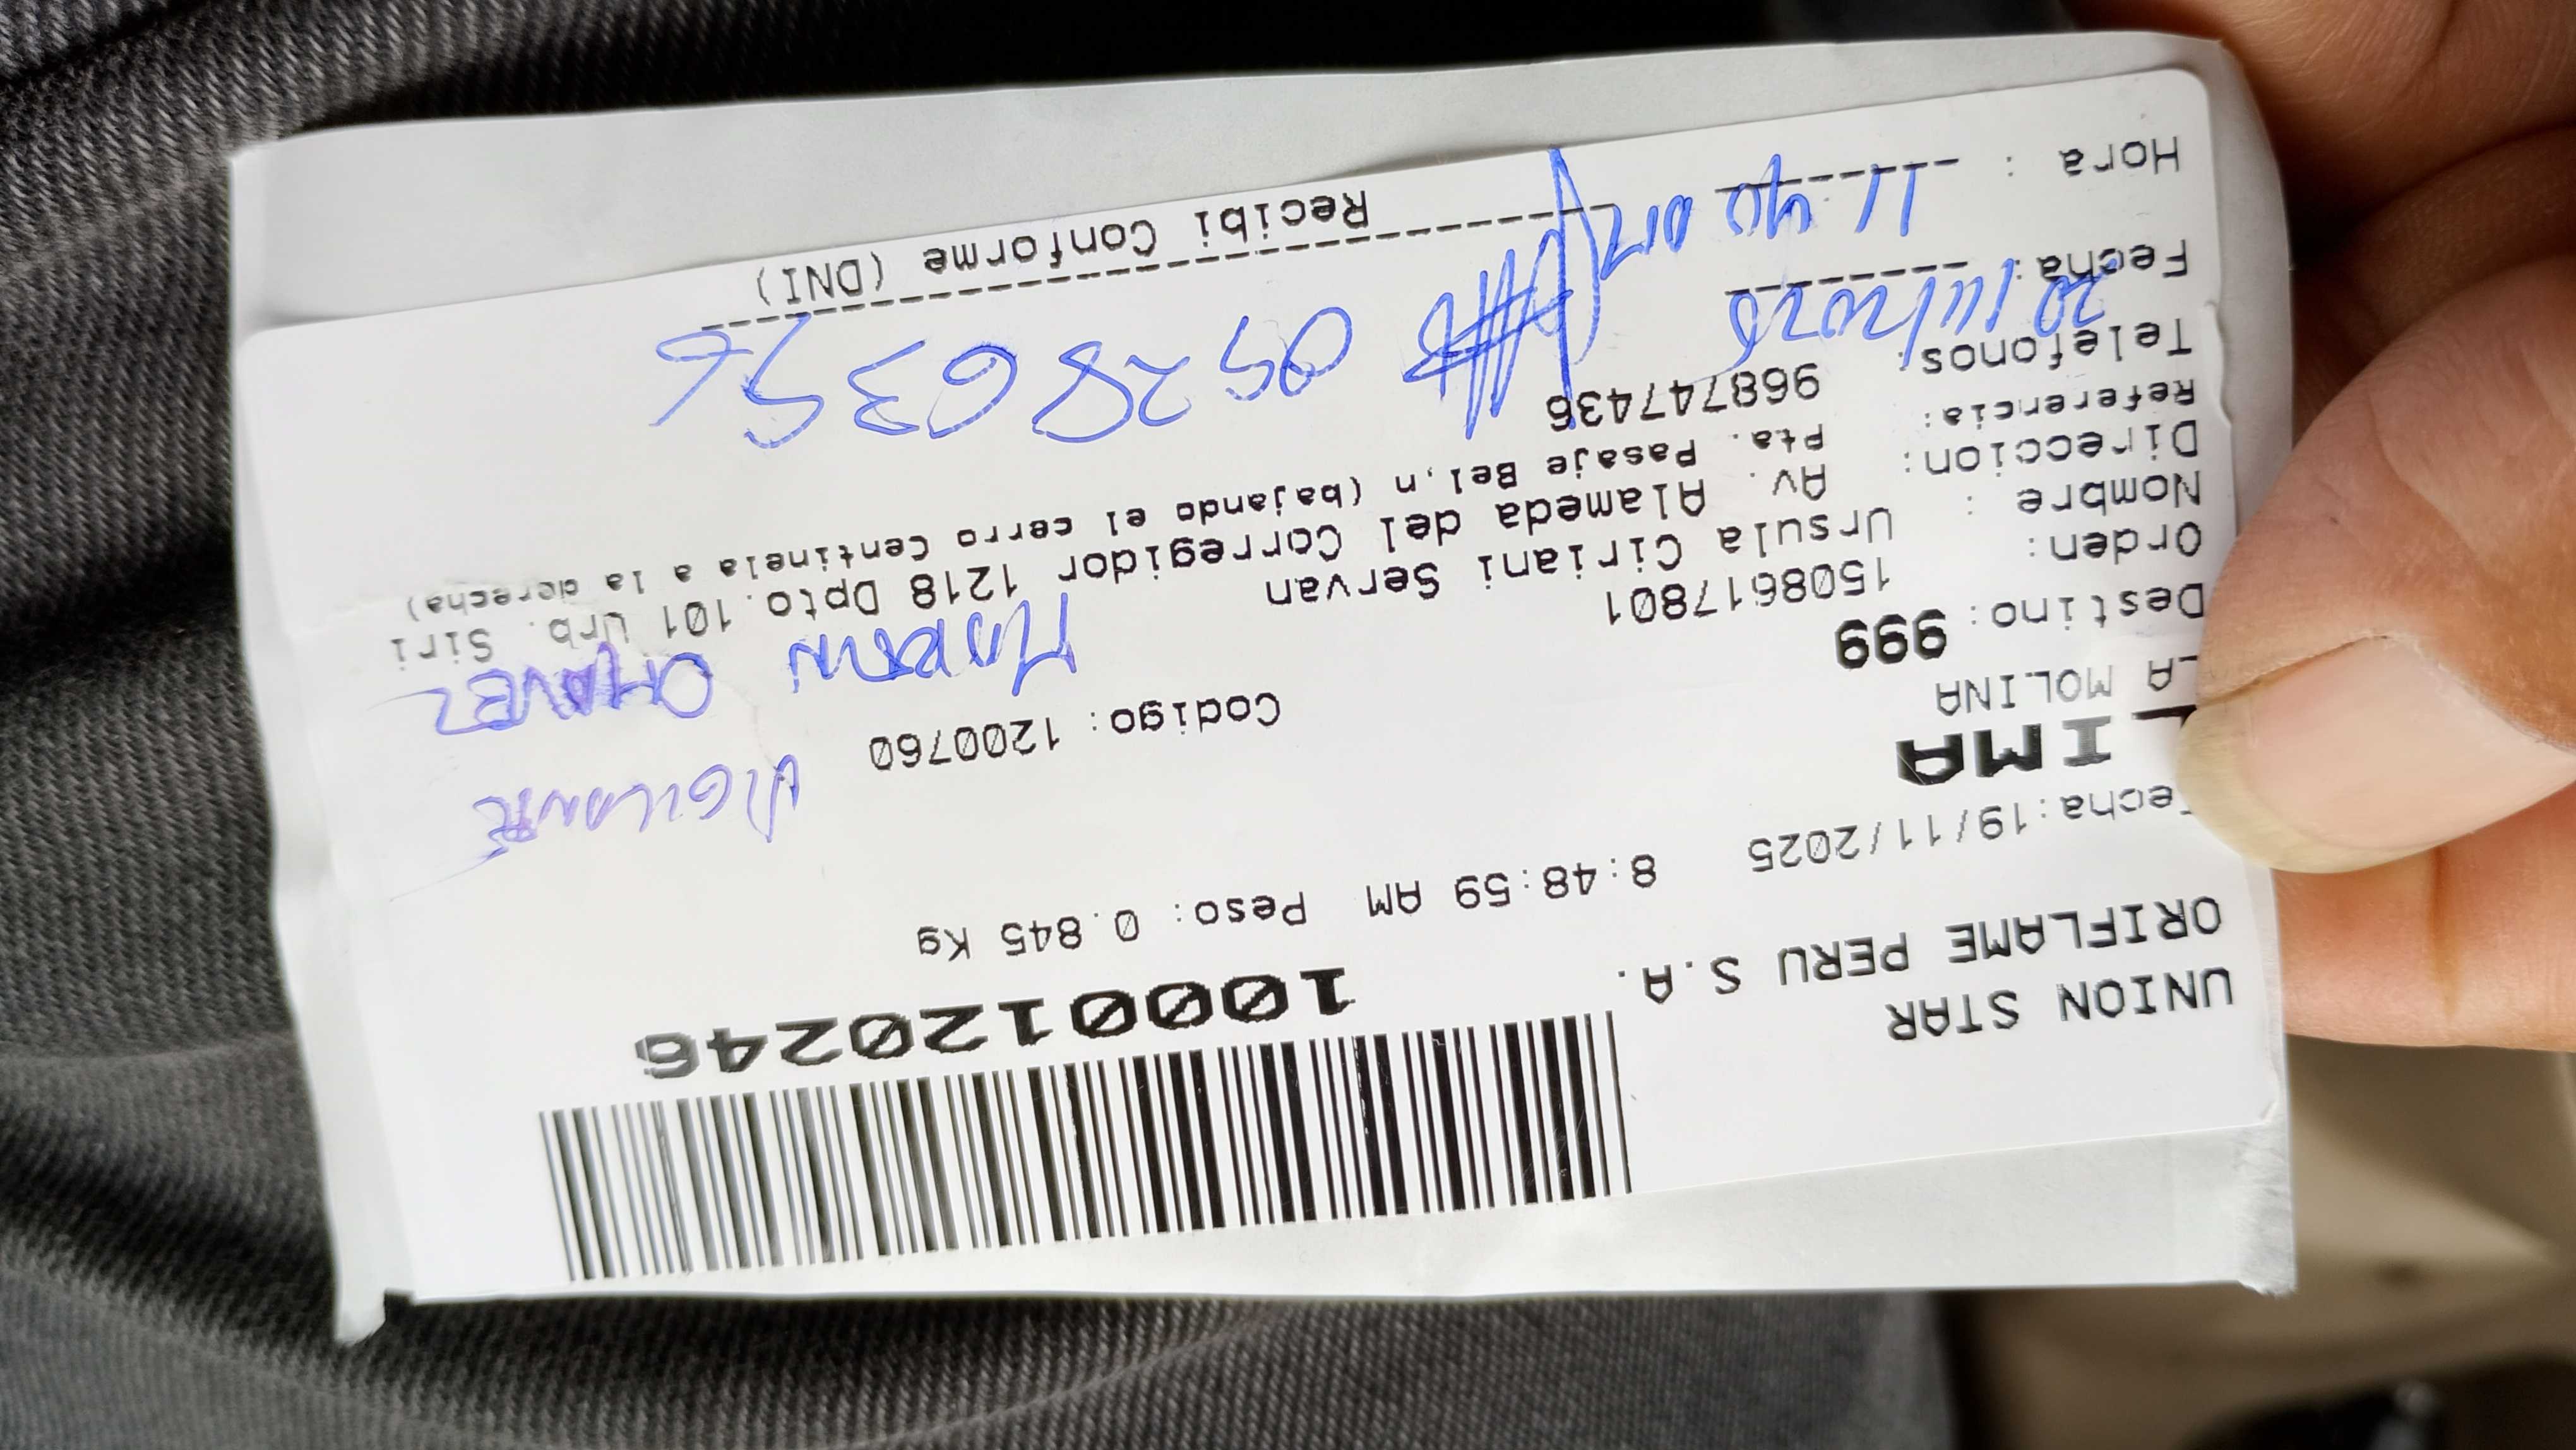 UNION STAR
ORIFLAME PERU S.A.
1000120246
Fecha:19/11/2025 8:48:59 AM Peso: 0.845 Kg
LIMA
LA MOLINA
Codigo: 1200760
VIGILANTE
Destino: 999
MARTIN CHAVEZ
Orden: 1508617801
Nombre : Ursula Ciriani Servan
Direccion: Av. Alameda del Corregidor 1218 Dpto.101 Urb. Siri
Referencia: Pta. Pasaje Bel,n (bajando el cerro Centinela a la derecha)
Telefonos: 968747436
Fecha: 20/11/2025
09286356
Hora : 11:40 am
Recibi Conforme (DNI)